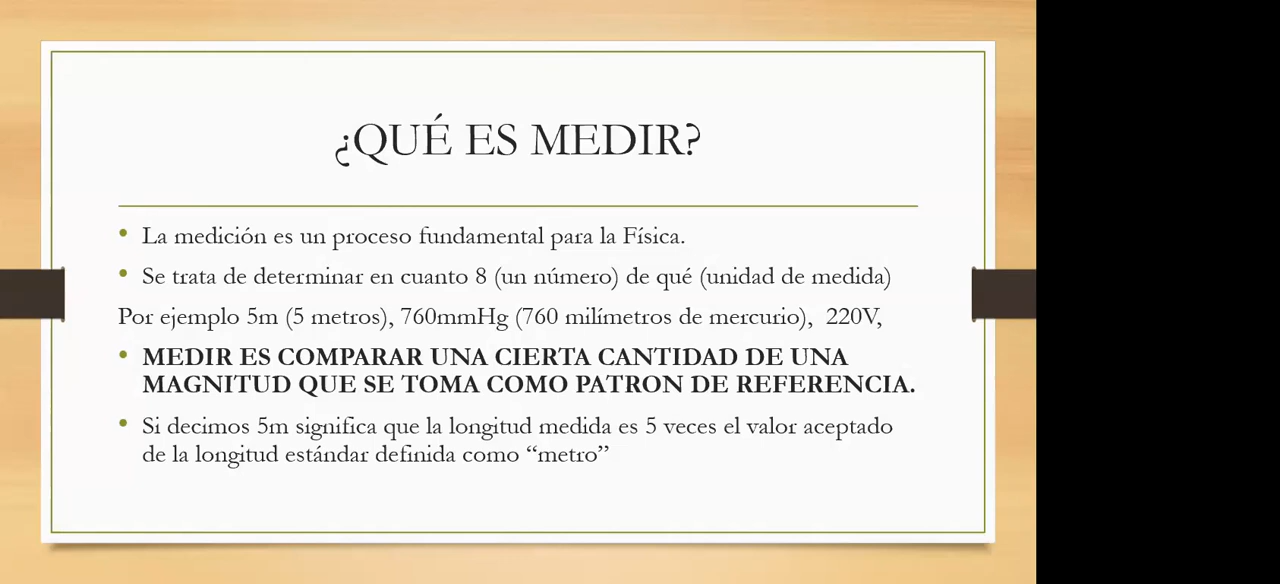 ¿QUÉ ES MEDIR?
• La medición es un proceso fundamental para la Física.
• Se trata de determinar en cuanto 8 (un número) de qué (unidad de medida)
Por ejemplo 5m (5 metros), 760mmHg (760 milímetros de mercurio), 220V,
• MEDIR ES COMPARAR UNA CIERTA CANTIDAD DE UNA
MAGNITUD QUE SE TOMA COMO PATRON DE REFERENCIA.
• Si decimos 5m significa que la longitud medida es 5 veces el valor aceptado
de la longitud estándar definida como “metro”